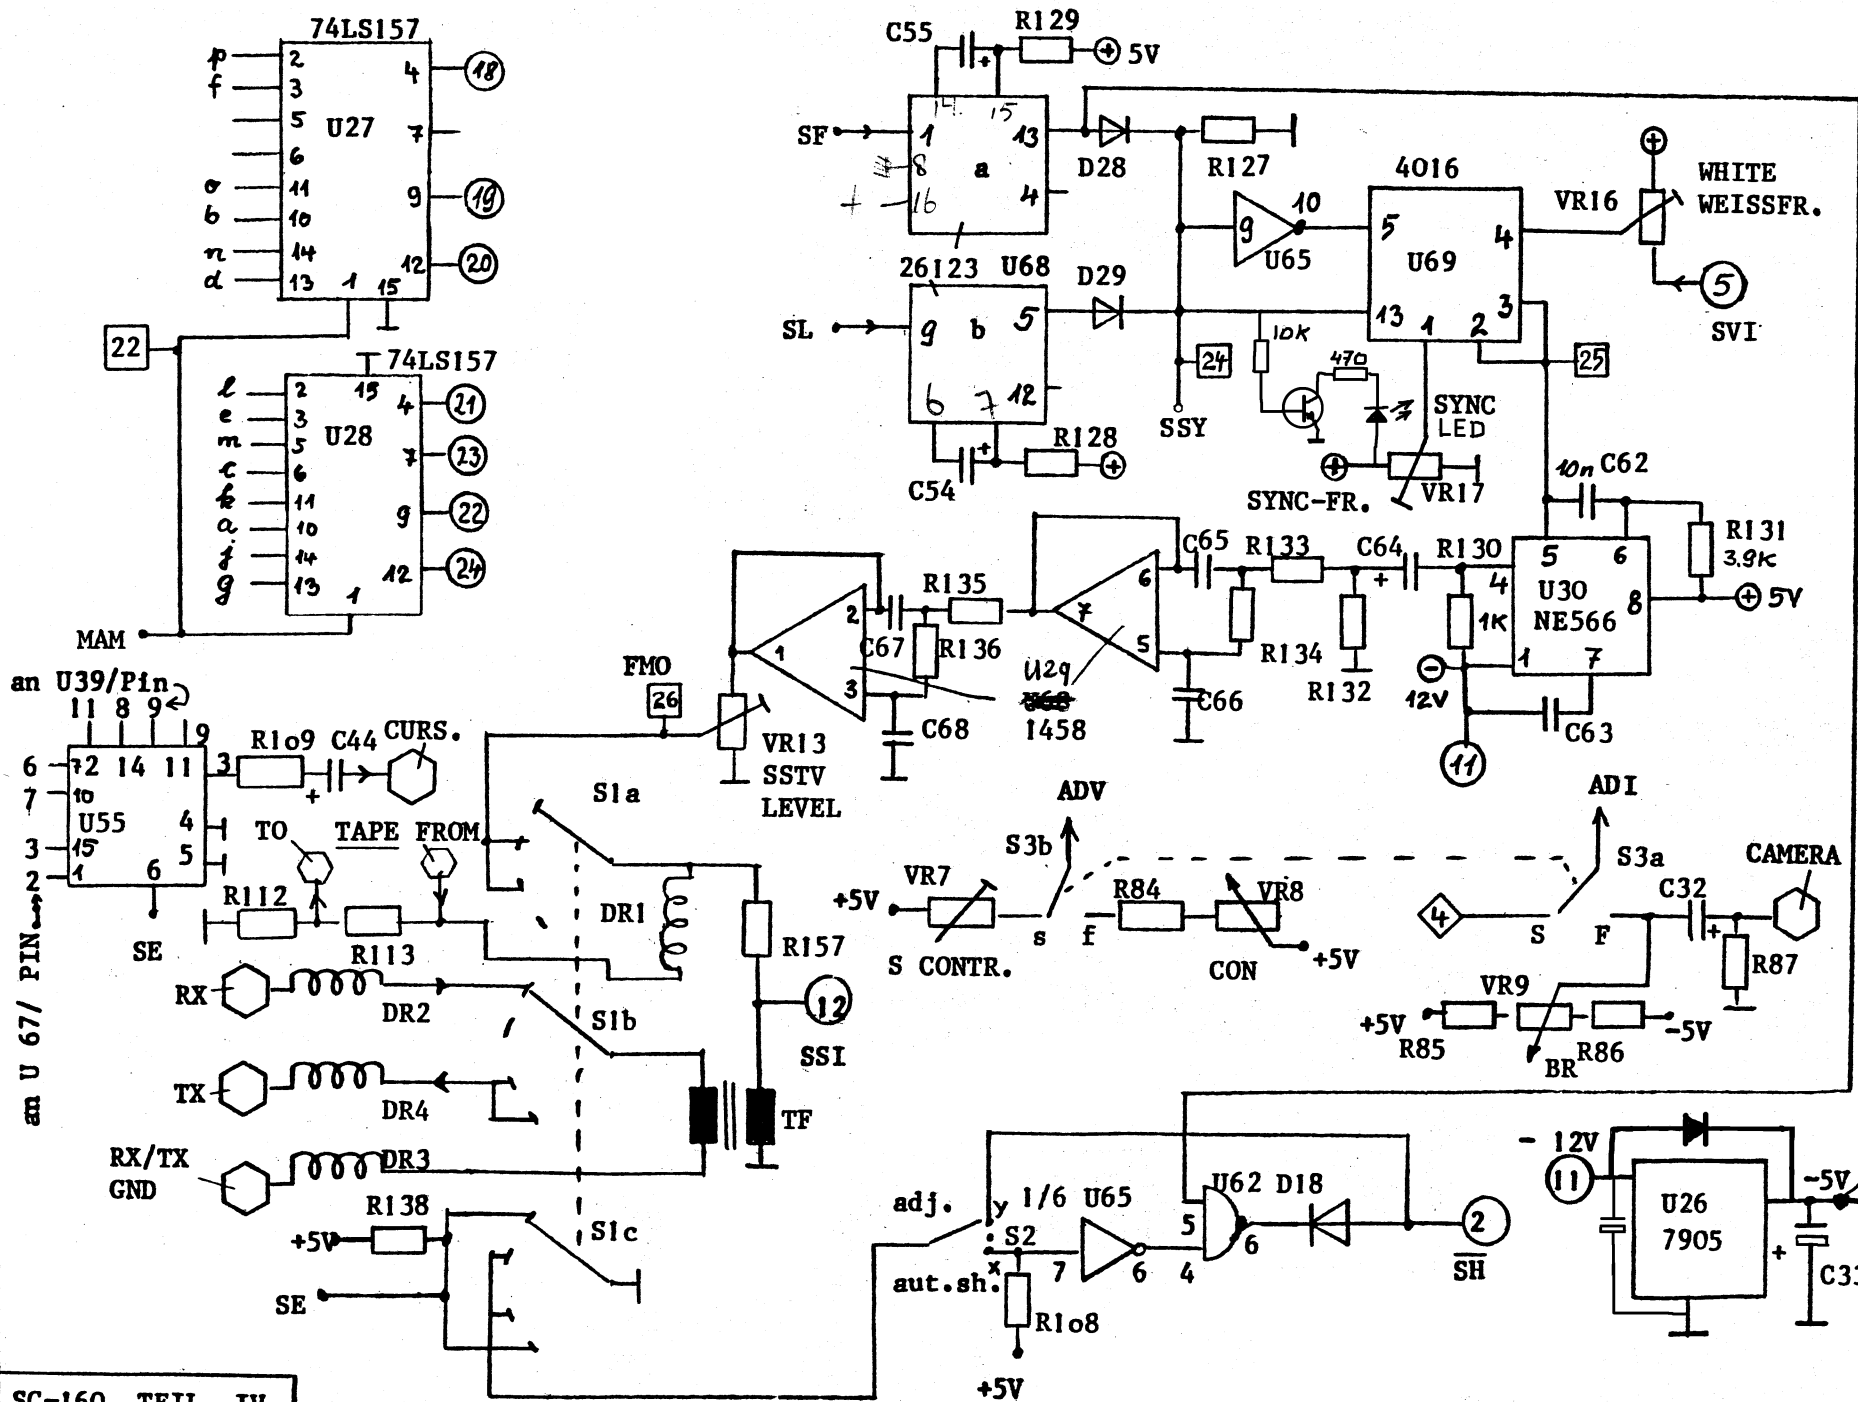 74LS157
p 2 4 18
f 3
5 U27 7
6
o 11 9 19
b 10
n 14 12 20
d 13 1 15
22
74LS157
15
l 2 4 21
e 3 U28
m 5 7 23
c 6
k 11 9 22
a 10
j 14 12 24
g 13 1
MAM
C55 R129
+ 5V
14 15
SF 1 13
8 a
+ 16 4
D28 R127
26123 U68 D29
SL 9 b 5
6 7 12
C54 + R128
SSY
24
9 10
U65
4016
5 U69 4
13 1 2 3
VR16
WHITE
WEISSFR.
5
SVI
25
10K 470
SYNC
LED
SYNC-FR. VR17
10n C62
R131
3.9K
5 6
4 U30 8
NE566
1 7
+ 5V
C65 R133 C64 R130
+
1K
12V
C63
11
R134
R132
6
7
5
C66
U29
1458
R135
C67 R136
2
1
3
C68
FMO
26
VR13
SSTV
LEVEL
an U39/Pin
11 8 9 9
6 72 14 11 3
7 10
U55 4
3 15 5
2 1 6
SE
an U 67/ PIN
R109 C44 CURS.
+
TO TAPE FROM
R112
R113
S1a
DR1
R157
12
SSI
RX
DR2
S1b
TX
DR4
TF
RX/TX
GND
DR3
R138
+5V
S1c
SE
ADV
S3b
VR7
+5V
s f
S CONTR.
R84 VR8
CON
+5V
ADI
S3a
CAMERA
4
S F
C32
+
R87
VR9
+5V -5V
R85 R86
BR
adj. y 1/6 U65
S2
aut.sh. x
7 6 4
R108
+5V
U62 D18
5
6
2
SH
- 12V
11
-5V
U26
7905
+
C33
SC-160 TEIL IV